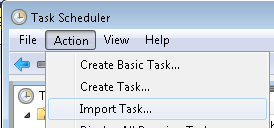 Task Scheduler
File Action View Help
Create Basic Task...
Create Task...
Import Task...